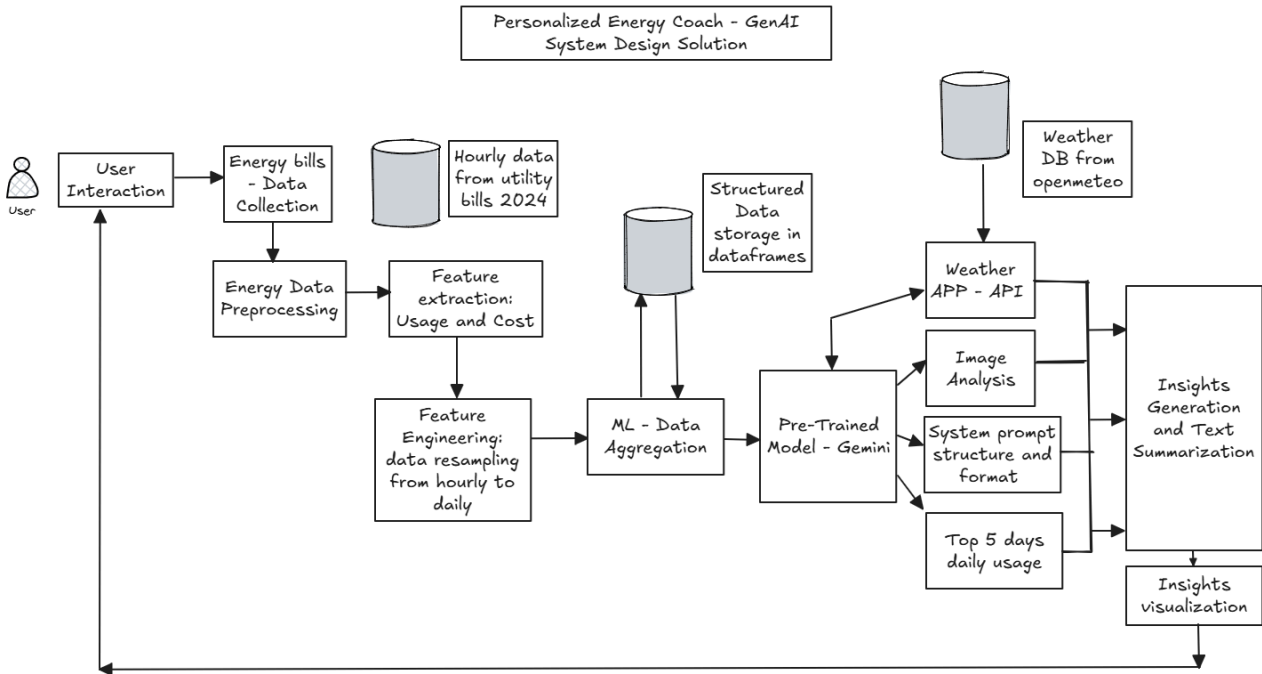 Personalized Energy Coach - GenAI
System Design Solution
User
User
Interaction
Energy bills
- Data
Collection
Hourly data
from utility
bills 2024
Structured
Data
storage in
dataframes
Weather
DB from
openmeteo
Energy Data
Preprocessing
Feature
extraction:
Usage and Cost
Weather
APP - API
Feature
Engineering:
data resampling
from hourly to
daily
ML - Data
Aggregation
Pre-Trained
Model - Gemini
Image
Analysis
System prompt
structure and
format
Top 5 days
daily usage
Insights
Generation
and Text
Summarization
Insights
visualization